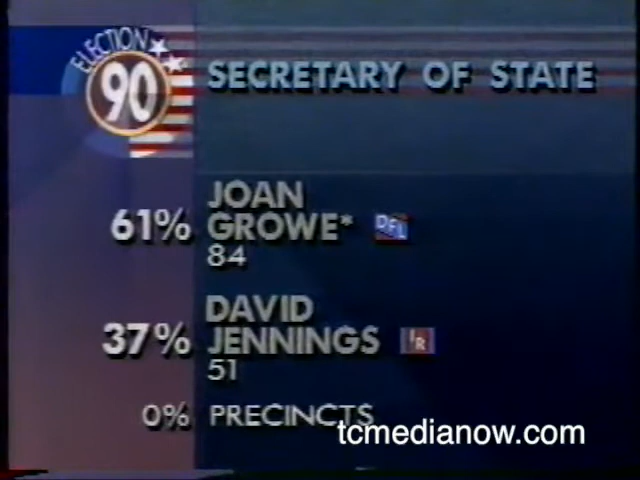 ELECTION
90
SECRETARY OF STATE
61% JOAN GROWE* DFL
84
37% DAVID JENNINGS IR
51
0% PRECINCTS
tcmedianow.com